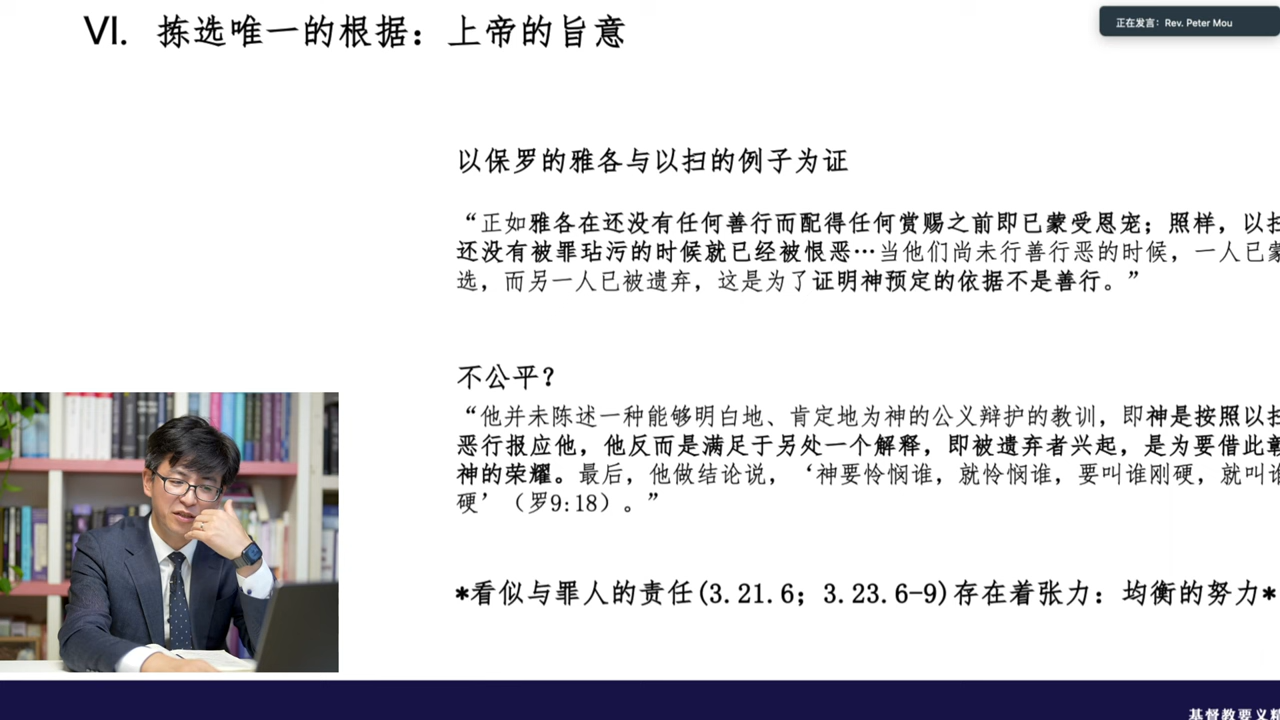 VI. 拣选唯一的根据：上帝的旨意
正在发言：Rev. Peter Mou
以保罗的雅各与以扫的例子为证
“正如雅各在还没有任何善行而配得任何赏赐之前即已蒙受恩宠；照样，以扫
还没有被罪玷污的时候就已经被恨恶…当他们尚未行善行恶的时候，一人已蒙
选，而另一人已被遗弃，这是为了证明神预定的依据不是善行。”
不公平？
“他并未陈述一种能够明白地、肯定地为神的公义辩护的教训，即神是按照以扫
恶行报应他，他反而是满足于另处一个解释，即被遗弃者兴起，是为要借此彰
神的荣耀。最后，他做结论说，‘神要怜悯谁，就怜悯谁，要叫谁刚硬，就叫谁
硬’（罗9:18）。”
*看似与罪人的责任(3.21.6；3.23.6-9)存在着张力：均衡的努力*
基督教要义